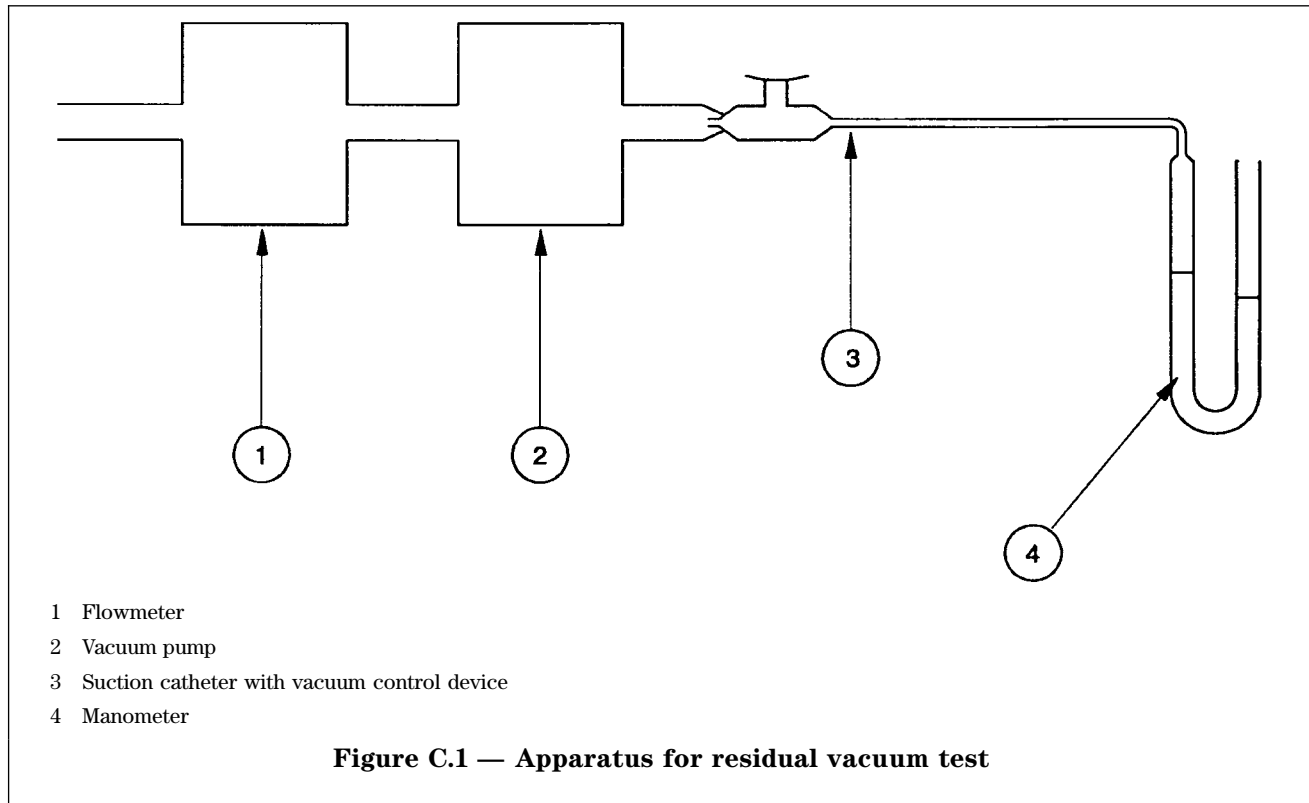 1
2
3
4
1 Flowmeter
2 Vacuum pump
3 Suction catheter with vacuum control device
4 Manometer
Figure C.1 — Apparatus for residual vacuum test